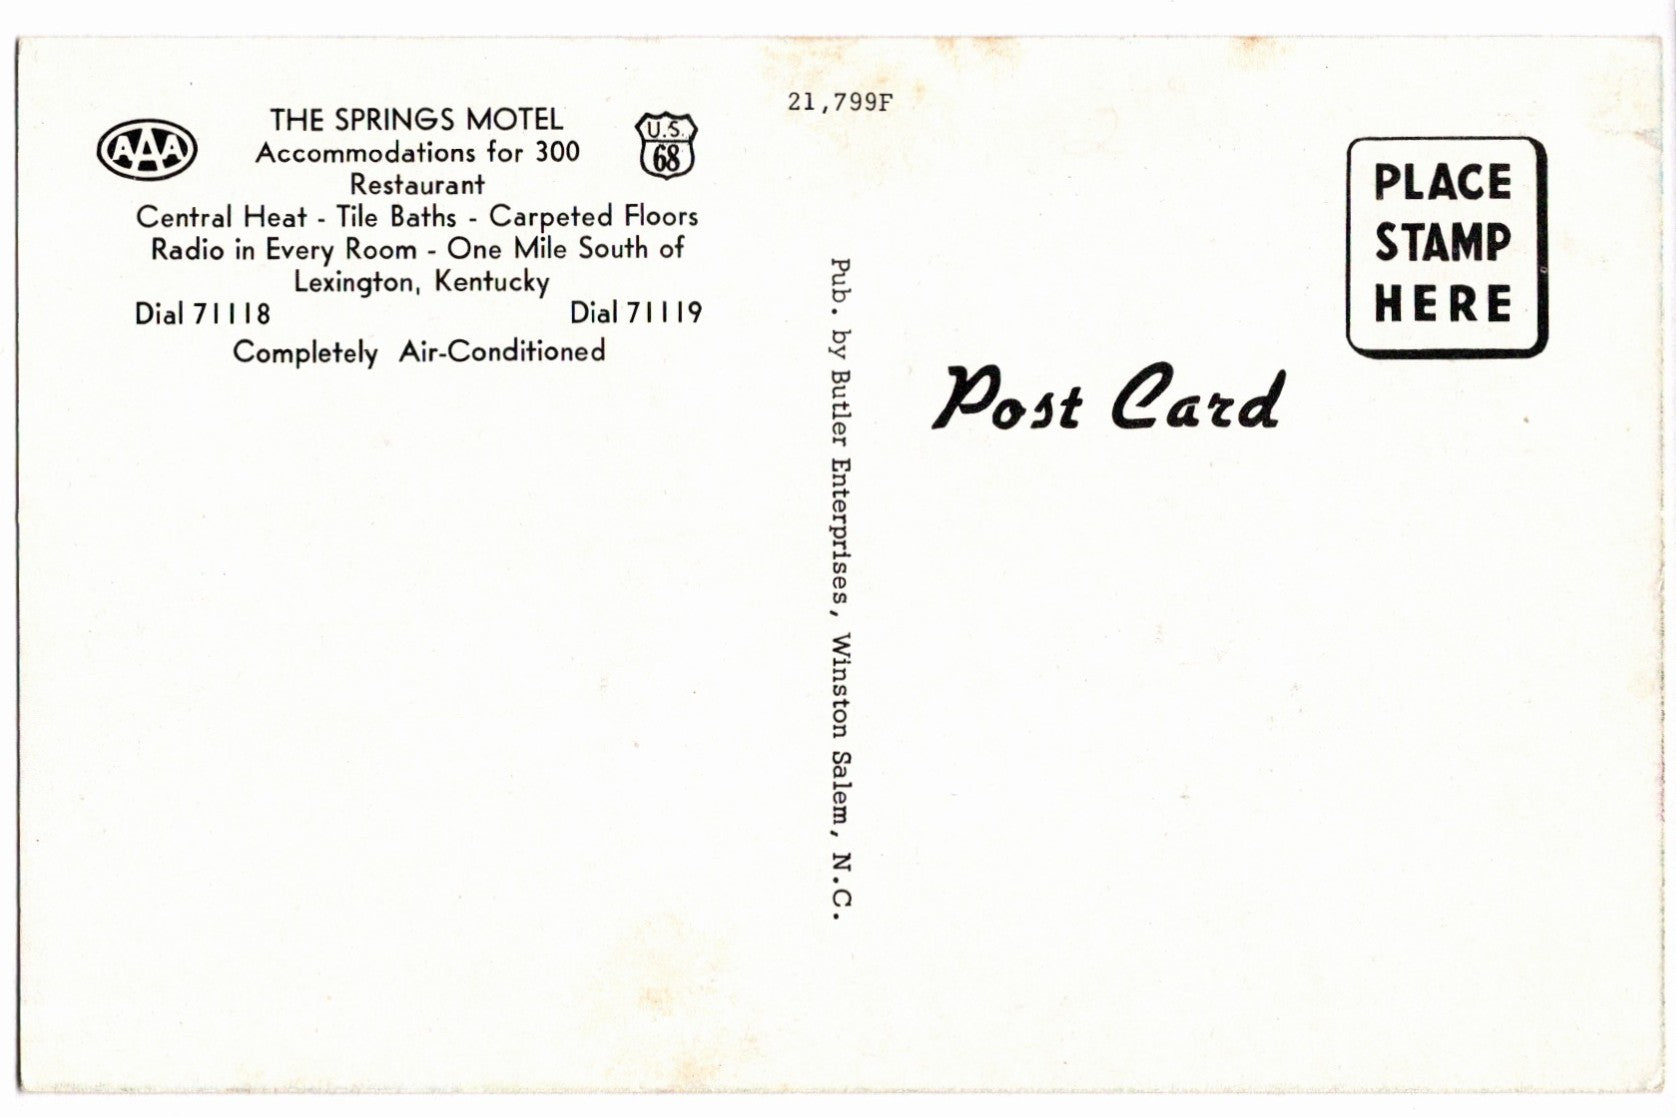 AAA
THE SPRINGS MOTEL
U.S.
68
Accommodations for 300
Restaurant
Central Heat - Tile Baths - Carpeted Floors
Radio in Every Room - One Mile South of
Lexington, Kentucky
Dial 71118 Dial 71119
Completely Air-Conditioned
21,799F
Pub. by Butler Enterprises, Winston Salem, N.C.
PLACE
STAMP
HERE
Post Card